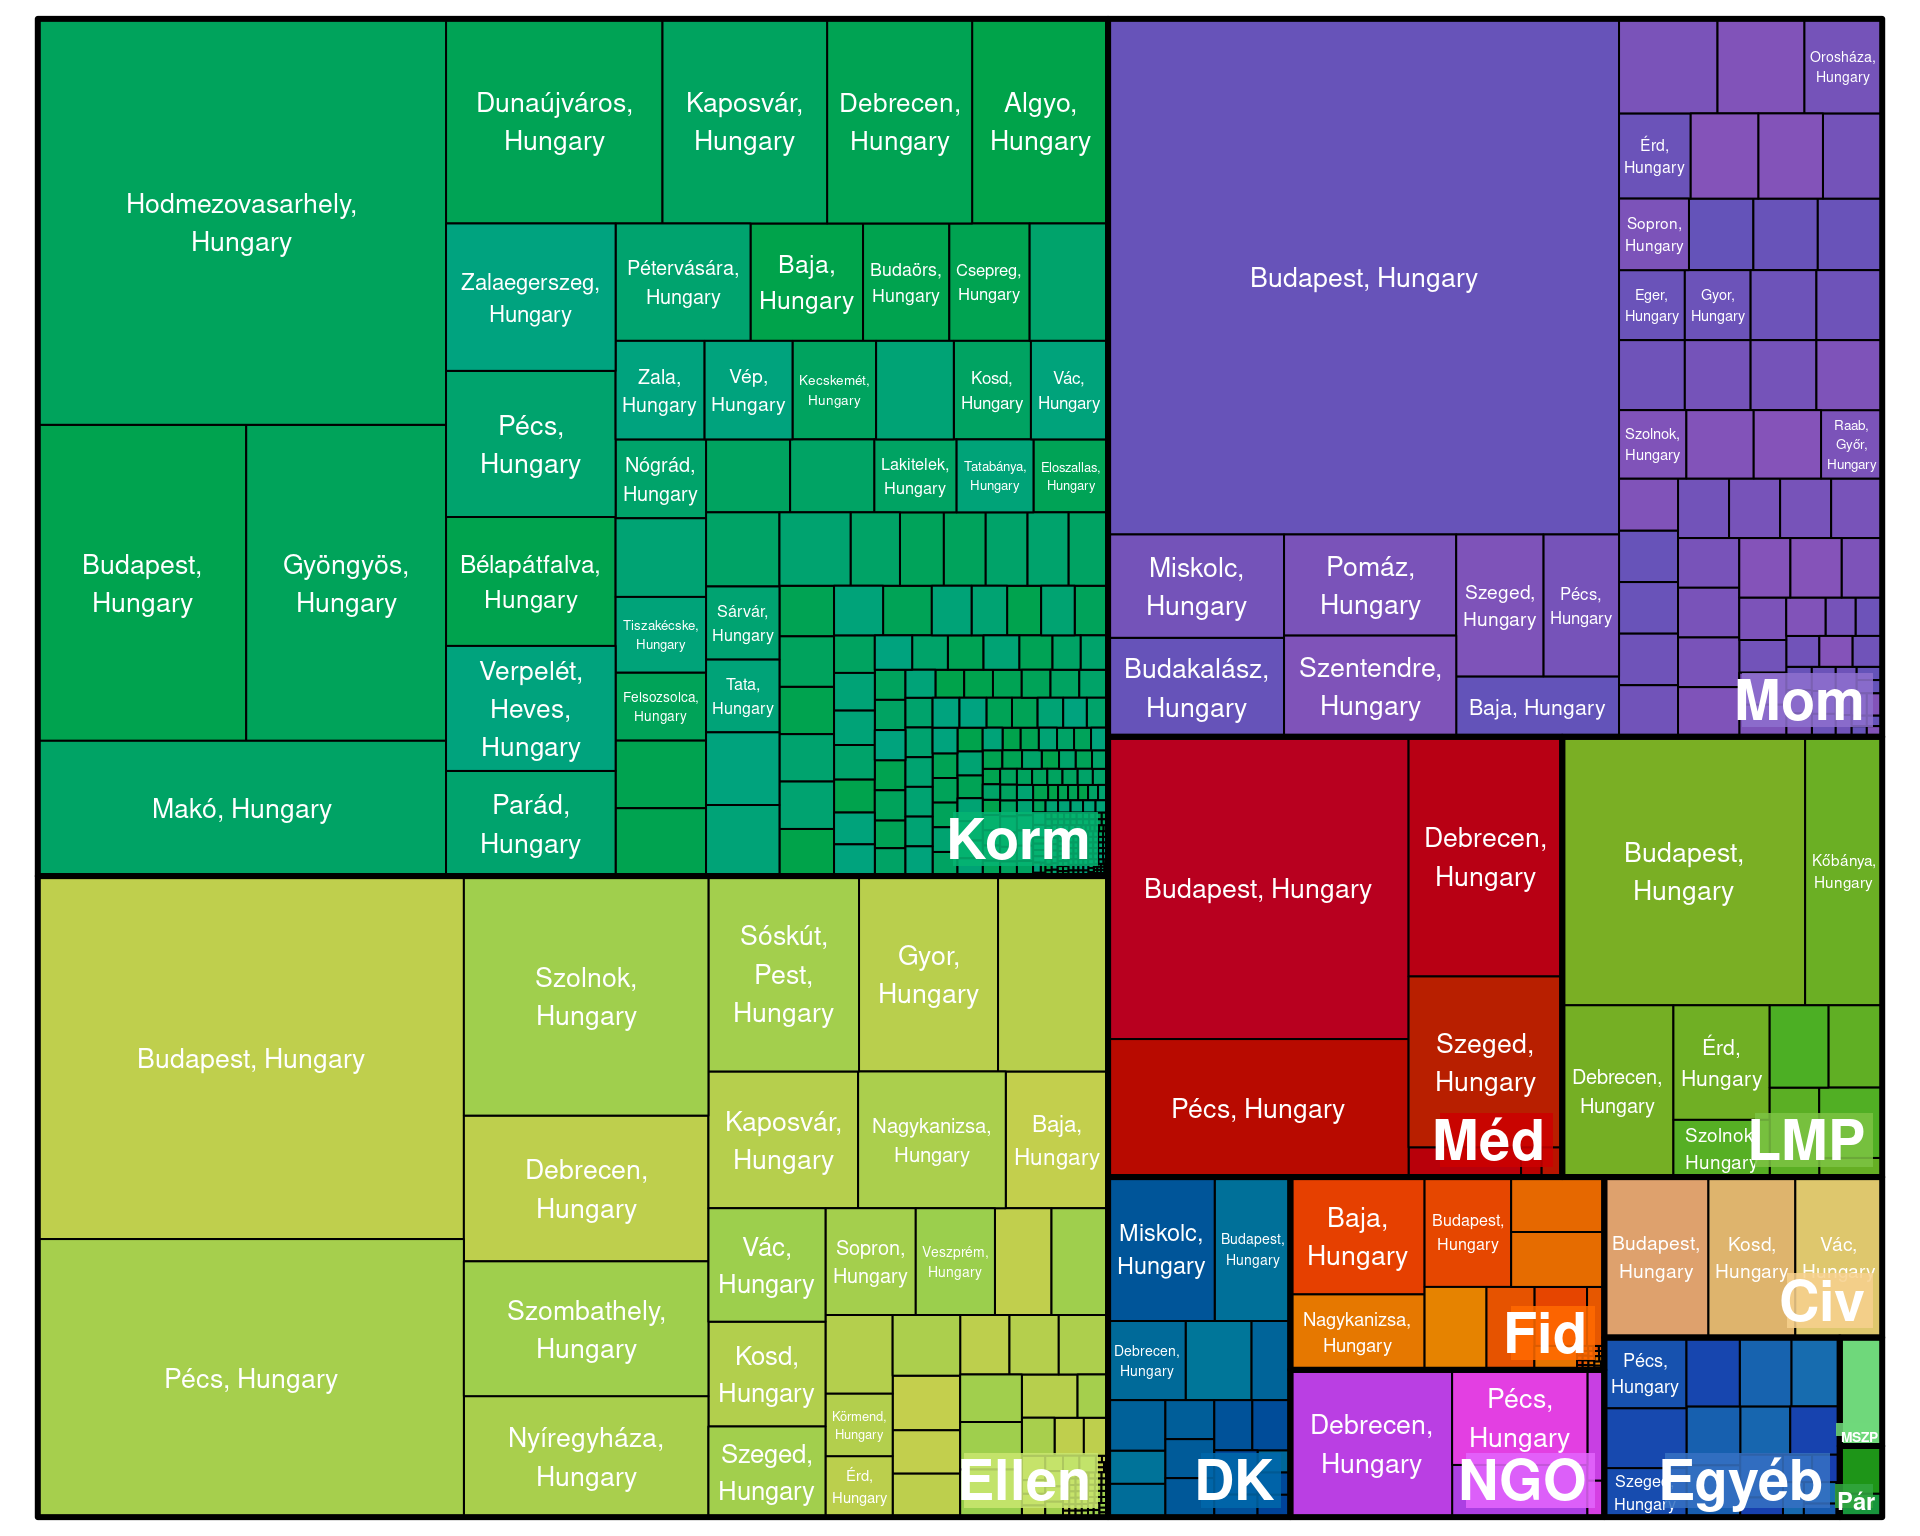 Hodmezovasarhely,
Hungary
Budapest,
Hungary
Gyöngyös,
Hungary
Makó, Hungary
Dunaújváros,
Hungary
Kaposvár,
Hungary
Debrecen,
Hungary
Algyo,
Hungary
Zalaegerszeg,
Hungary
Pécs,
Hungary
Bélapátfalva,
Hungary
Verpelét,
Heves,
Hungary
Parád,
Hungary
Pétervására,
Hungary
Baja,
Hungary
Budaörs,
Hungary
Csepreg,
Hungary
Zala,
Hungary
Vép,
Hungary
Kecskemét,
Hungary
Kosd,
Hungary
Vác,
Hungary
Nógrád,
Hungary
Lakitelek,
Hungary
Tatabánya,
Hungary
Eloszallas,
Hungary
Tiszakécske,
Hungary
Sárvár,
Hungary
Felsozsolca,
Hungary
Tata,
Hungary
Korm
Budapest, Hungary
Miskolc,
Hungary
Budakalász,
Hungary
Pomáz,
Hungary
Szentendre,
Hungary
Szeged,
Hungary
Pécs,
Hungary
Baja, Hungary
Orosháza,
Hungary
Érd,
Hungary
Sopron,
Hungary
Eger,
Hungary
Gyor,
Hungary
Szolnok,
Hungary
Raab,
Győr,
Hungary
Mom
Budapest, Hungary
Pécs, Hungary
Szolnok,
Hungary
Debrecen,
Hungary
Szombathely,
Hungary
Nyíregyháza,
Hungary
Sóskút,
Pest,
Hungary
Gyor,
Hungary
Kaposvár,
Hungary
Nagykanizsa,
Hungary
Baja,
Hungary
Vác,
Hungary
Sopron,
Hungary
Veszprém,
Hungary
Kosd,
Hungary
Szeged,
Hungary
Körmend,
Hungary
Érd,
Hungary
Ellen
Budapest, Hungary
Pécs, Hungary
Debrecen,
Hungary
Szeged,
Hungary
Méd
Budapest,
Hungary
Kőbánya,
Hungary
Debrecen,
Hungary
Érd,
Hungary
Szolnok,
Hungary
LMP
Miskolc,
Hungary
Budapest,
Hungary
Debrecen,
Hungary
DK
Baja,
Hungary
Budapest,
Hungary
Nagykanizsa,
Hungary
Fid
Debrecen,
Hungary
Pécs,
Hungary
NGO
Budapest,
Hungary
Kosd,
Hungary
Vác,
Hungary
Civ
Pécs,
Hungary
Szeged,
Hungary
Egyéb
MSZP
Pár